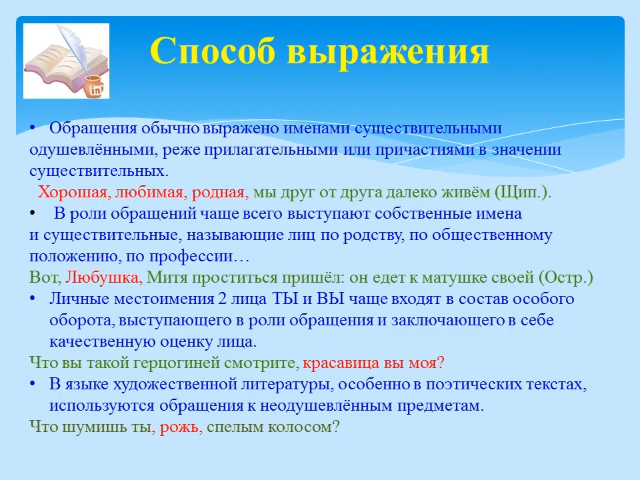 Способ выражения
• Обращения обычно выражено именами существительными
одушевлёнными, реже прилагательными или причастиями в значении
существительных.
Хорошая, любимая, родная, мы друг от друга далеко живём (Щип.).
• В роли обращений чаще всего выступают собственные имена
и существительные, называющие лиц по родству, по общественному
положению, по профессии…
Вот, Любушка, Митя проститься пришёл: он едет к матушке своей (Остр.)
• Личные местоимения 2 лица ТЫ и ВЫ чаще входят в состав особого
оборота, выступающего в роли обращения и заключающего в себе
качественную оценку лица.
Что вы такой герцогиней смотрите, красавица вы моя?
• В языке художественной литературы, особенно в поэтических текстах,
используются обращения к неодушевлённым предметам.
Что шумишь ты, рожь, спелым колосом?